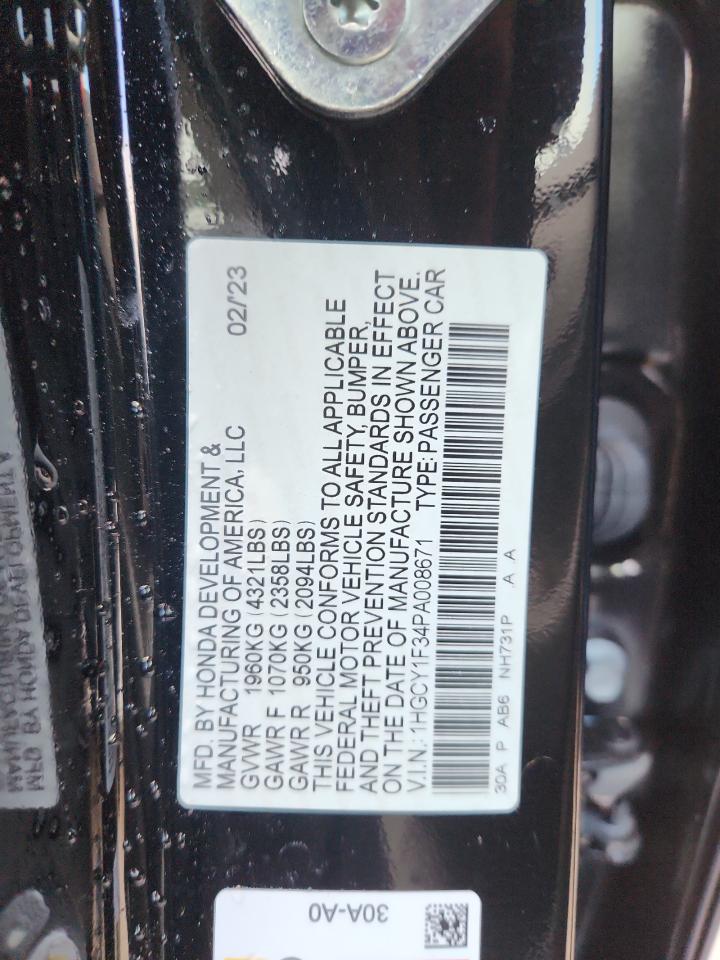 MFD. BY HONDA DEVELOPMENT &
MANUFACTURING OF AMERICA, LLC 02/'23
GVWR 1960KG (4321LBS)
GAWR F 1070KG (2358LBS)
GAWR R 950KG (2094LBS)
THIS VEHICLE CONFORMS TO ALL APPLICABLE
FEDERAL MOTOR VEHICLE SAFETY, BUMPER,
AND THEFT PREVENTION STANDARDS IN EFFECT
ON THE DATE OF MANUFACTURE SHOWN ABOVE.
V.I.N.: 1HGCY1F34PA008671 TYPE: PASSENGER CAR
30A P AB6 NH731P .A .A
30A-A0